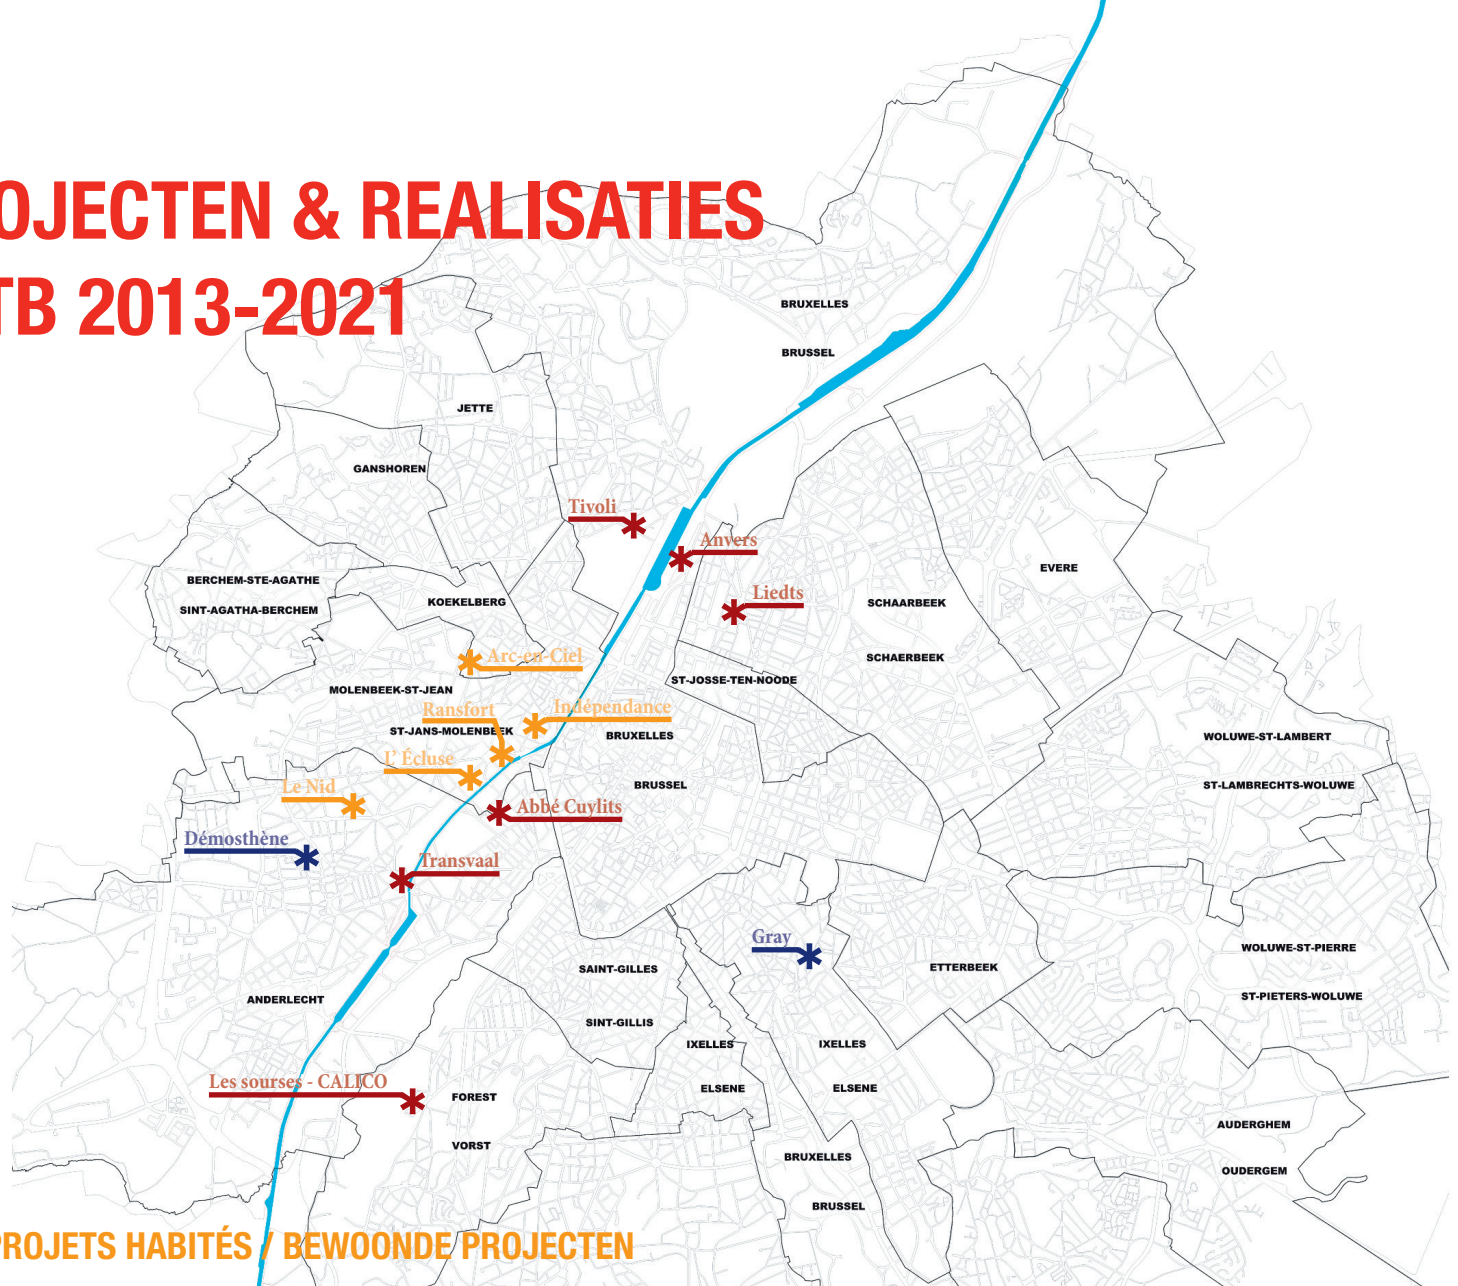 OJECTEN & REALISATIES
TB 2013-2021
BRUXELLES
BRUSSEL
JETTE
GANSHOREN
Tivoli
Anvers
EVERE
BERCHEM-STE-AGATHE
SINT-AGATHA-BERCHEM
KOEKELBERG
Liedts
SCHAARBEEK
SCHAERBEEK
Arc-en-Ciel
ST-JOSSE-TEN-NOODE
MOLENBEEK-ST-JEAN
Ransfort
Indépendance
ST-JANS-MOLENBEEK
BRUXELLES
WOLUWE-ST-LAMBERT
L' Écluse
BRUSSEL
ST-LAMBRECHTS-WOLUWE
Le Nid
Abbé Cuylits
Démosthène
Transvaal
Gray
WOLUWE-ST-PIERRE
SAINT-GILLES
ETTERBEEK
ANDERLECHT
ST-PIETERS-WOLUWE
SINT-GILLIS
IXELLES
IXELLES
Les sourses - CALICO
ELSENE
ELSENE
FOREST
AUDERGHEM
VORST
BRUXELLES
OUDERGEM
BRUSSEL
PROJETS HABITÉS / BEWOONDE PROJECTEN